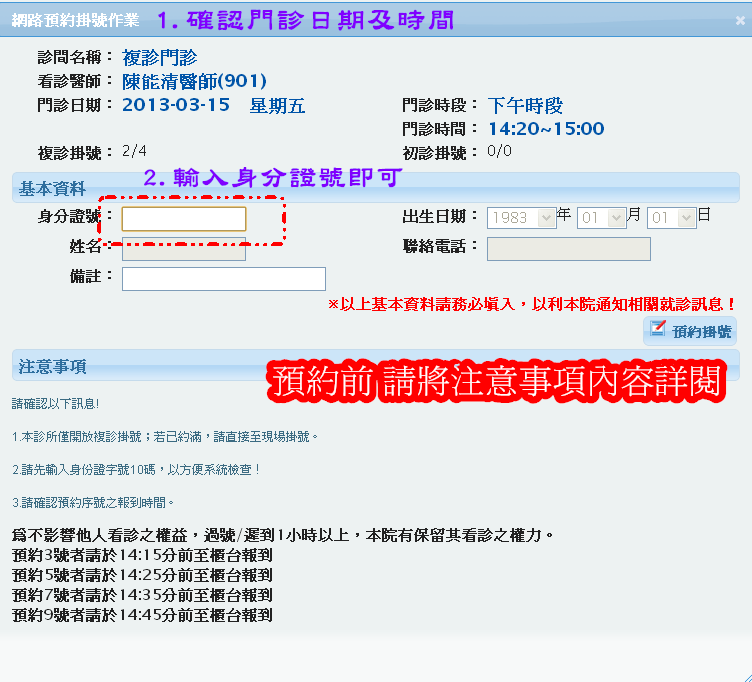 網路預約掛號作業 1.確認門診日期及時間
診間名稱： 複診門診
看診醫師： 陳能清醫師(901)
門診日期： 2013-03-15 星期五 門診時段： 下午時段
門診時間： 14:20~15:00
複診掛號： 2/4 初診掛號： 0/0
2.輸入身分證號即可
基本資料
身分證號： 出生日期： 1983 年 01 月 01 日
姓名： 聯絡電話：
備註：
※以上基本資料請務必填入，以利本院通知相關就診訊息！
預約掛號
注意事項
預約前 請將注意事項內容詳閱
請確認以下訊息!
1.本診所僅開放複診掛號；若已約滿，請直接至現場掛號。
2.請先輸入身份證字號10碼，以方便系統檢查！
3.請確認預約序號之報到時間。
為不影響他人看診之權益，過號/遲到1小時以上，本院有保留其看診之權力。
預約3號者請於14:15分前至櫃台報到
預約5號者請於14:25分前至櫃台報到
預約7號者請於14:35分前至櫃台報到
預約9號者請於14:45分前至櫃台報到